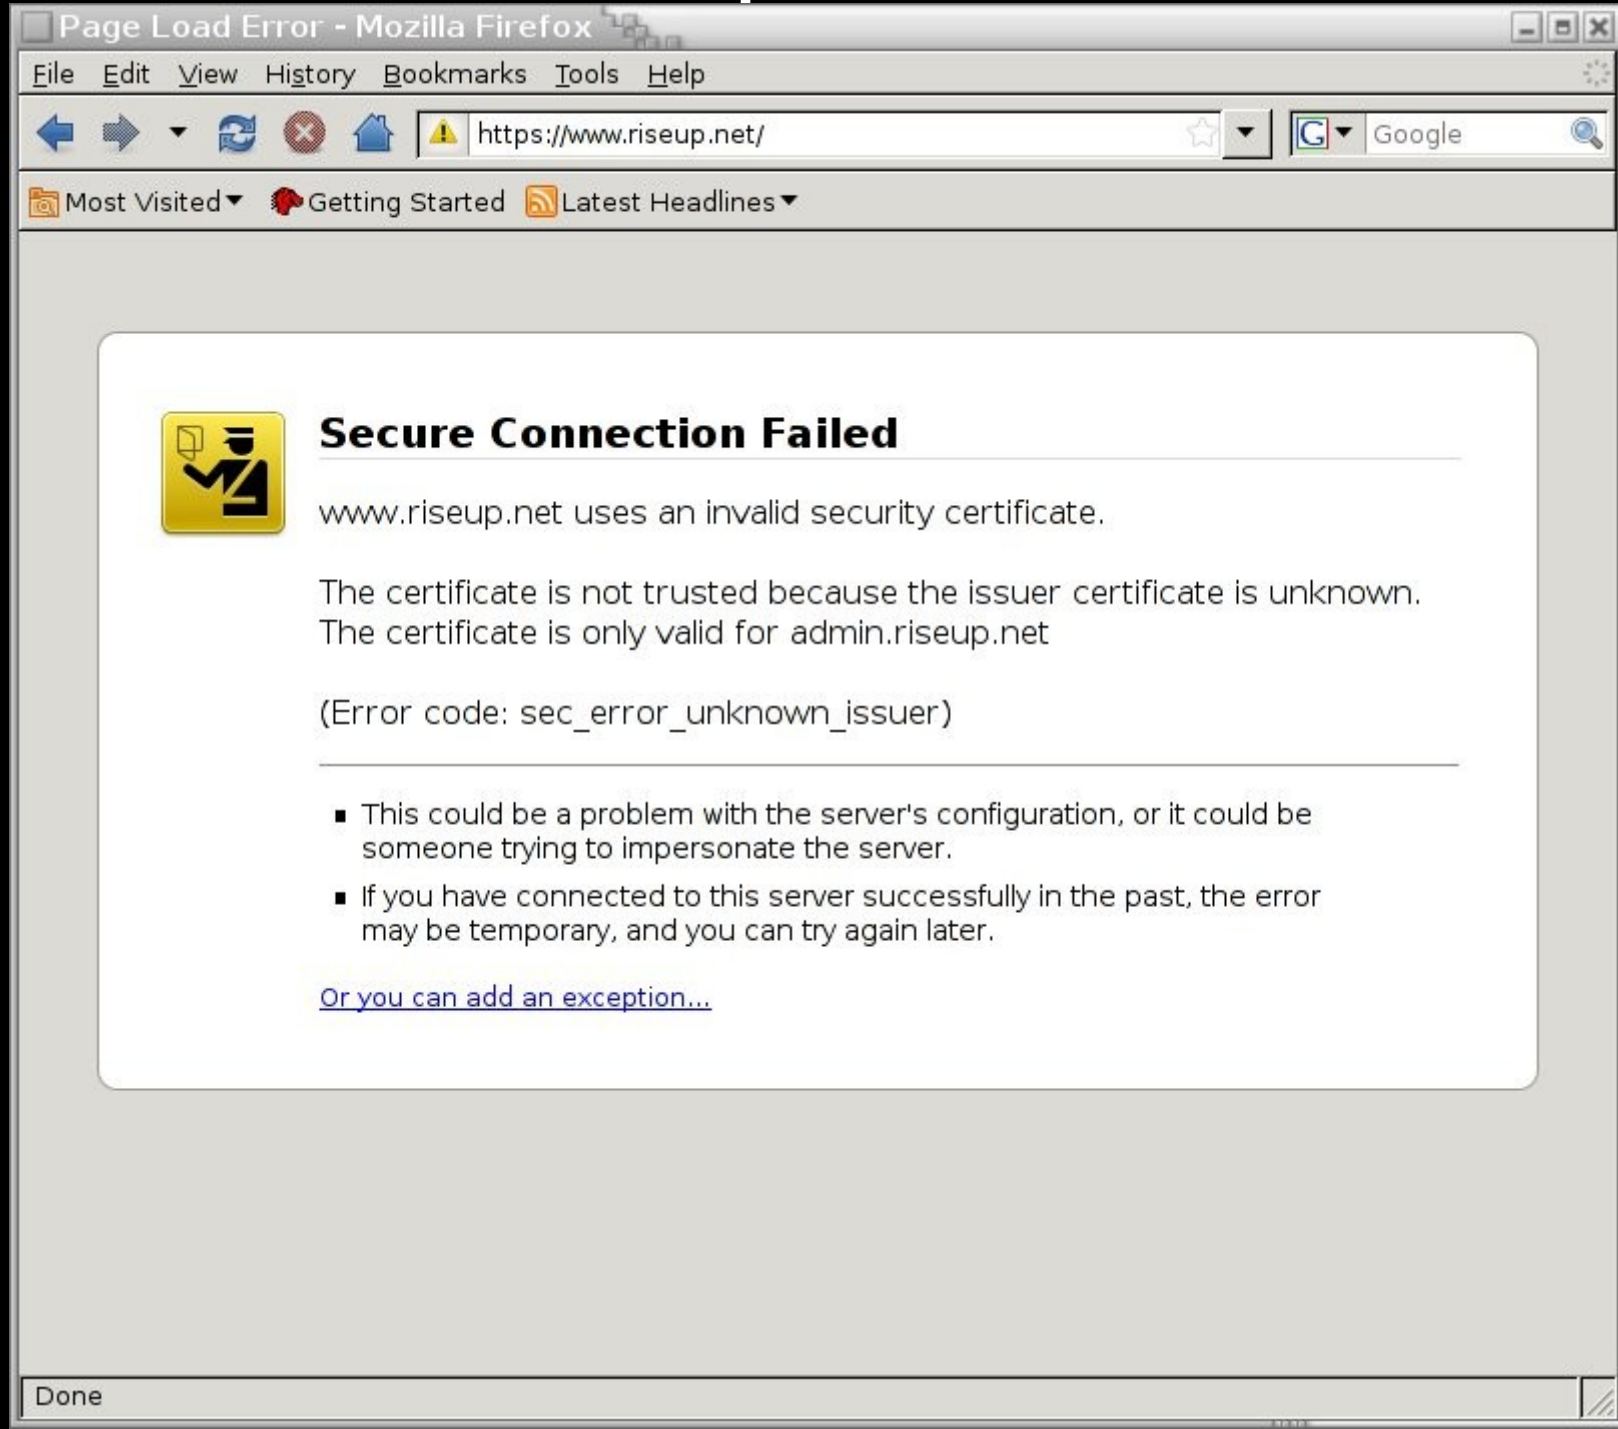 Page Load Error - Mozilla Firefox
File Edit View History Bookmarks Tools Help
https://www.riseup.net/ G Google
Most Visited Getting Started Latest Headlines
Secure Connection Failed
www.riseup.net uses an invalid security certificate.
The certificate is not trusted because the issuer certificate is unknown.
The certificate is only valid for admin.riseup.net
(Error code: sec_error_unknown_issuer)
This could be a problem with the server's configuration, or it could be
someone trying to impersonate the server.
If you have connected to this server successfully in the past, the error
may be temporary, and you can try again later.
Or you can add an exception...
Done